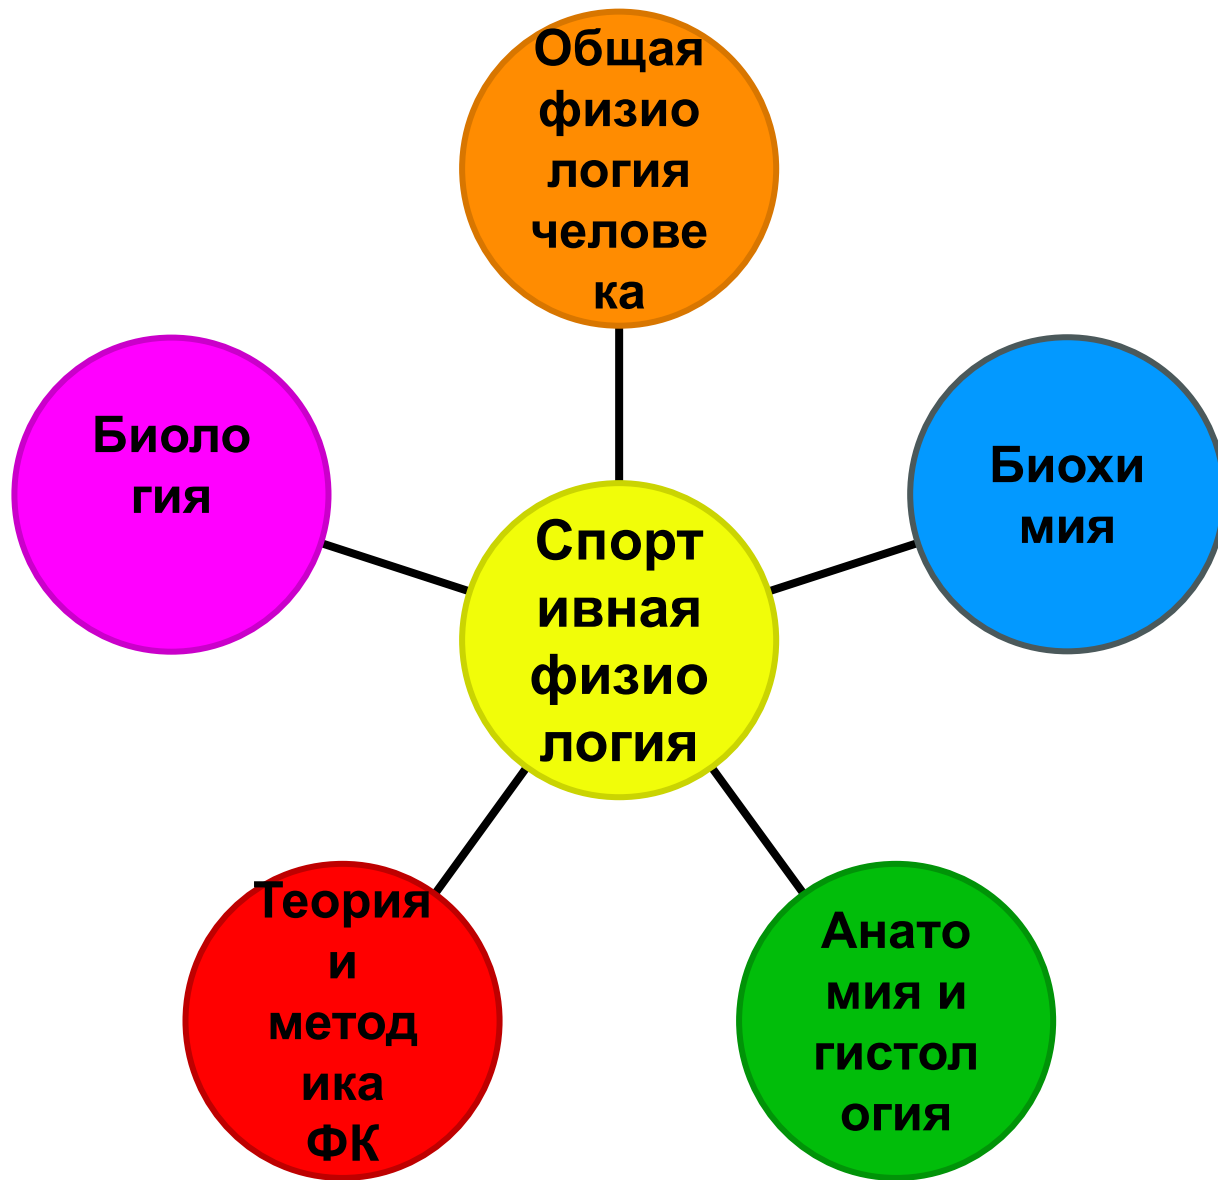 Общая
физио
логия
челове
ка
Биоло
гия
Биохи
мия
Спорт
ивная
физио
логия
Теория
и
метод
ика
ФК
Анато
мия и
гистол
огия